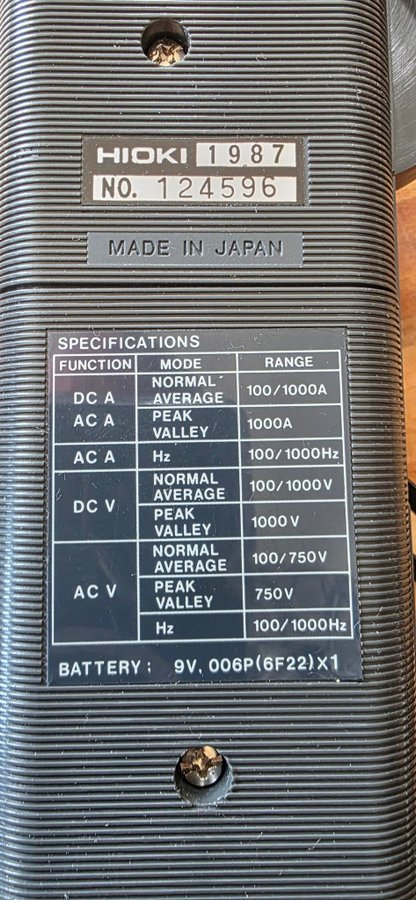 HIOKI 1987
NO. 124596
MADE IN JAPAN
SPECIFICATIONS
FUNCTION MODE RANGE
DC A
AC A
NORMAL
AVERAGE
100/1000A
PEAK
VALLEY
1000A
AC A Hz 100/1000Hz
DC V
NORMAL
AVERAGE
100/1000V
PEAK
VALLEY
1000V
AC V
NORMAL
AVERAGE
100/750V
PEAK
VALLEY
750V
Hz 100/1000Hz
BATTERY: 9V, 006P(6F22)X1